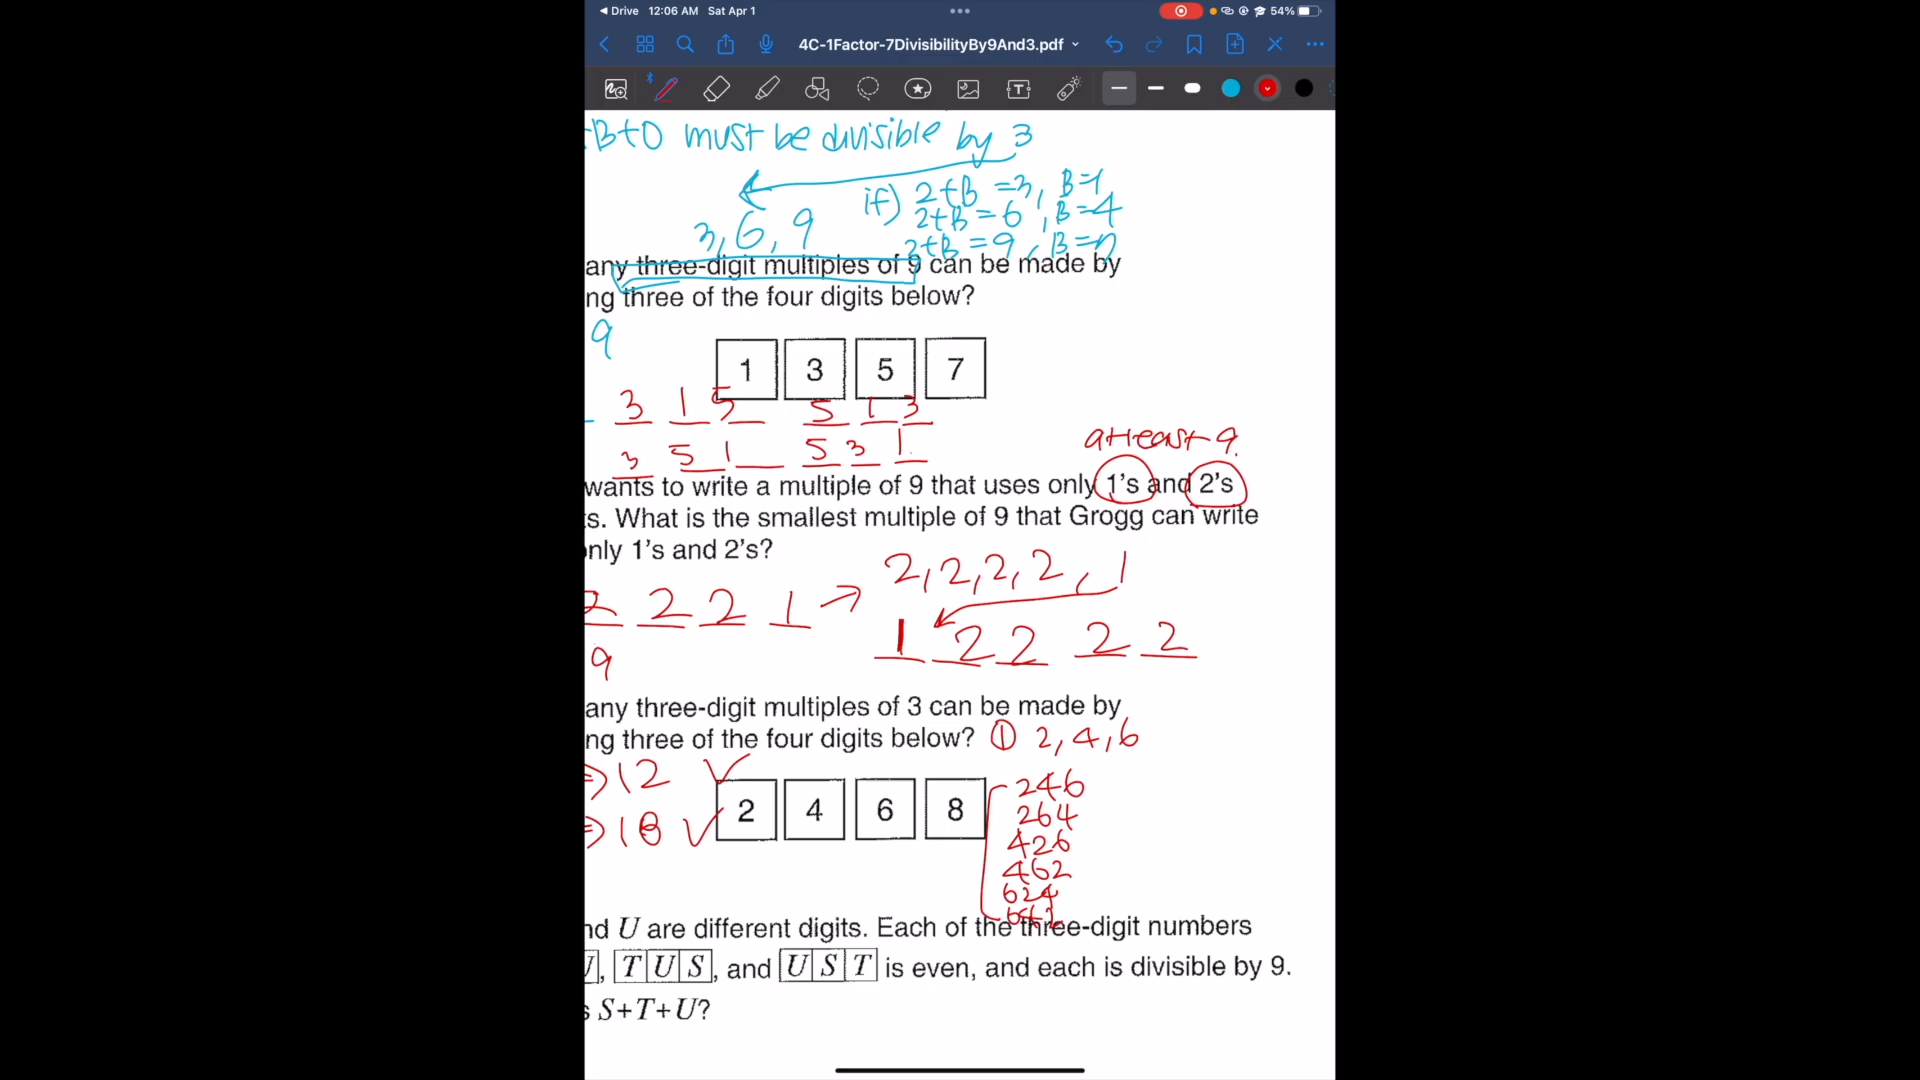 Drive 12:06 AM Sat Apr 1 54%
4C-1Factor-7DivisibilityBy9And3.pdf
+B+0 must be divisible by 3
if) 2+B = 3, B=1
2+B = 6, B=4
3, 6, 9
2+B = 9, B=7
any three-digit multiples of 9 can be made by
ng three of the four digits below?
9
1 3 5 7
3 1 5 5 1 3
3 5 1 5 3 1
at least 9.
wants to write a multiple of 9 that uses only 1's and 2's
s. What is the smallest multiple of 9 that Grogg can write
only 1's and 2's?
2, 2, 2, 2, 1
2 2 2 1 →
1 2 2 2 2
9
any three-digit multiples of 3 can be made by
ng three of the four digits below? ① 2, 4, 6
⇒ 12 ✓
2 4 6 8
⇒ 18 ✓
246
264
426
462
624
642
nd U are different digits. Each of the three-digit numbers
U, T U S, and U S T is even, and each is divisible by 9.
s S+T+U?